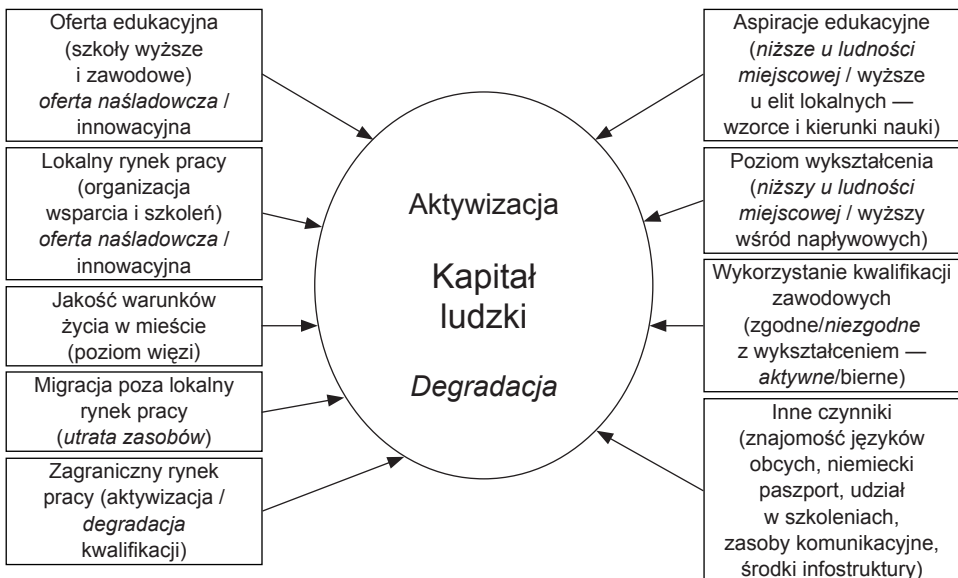 Oferta edukacyjna
(szkoły wyższe
i zawodowe)
oferta naśladowcza /
innowacyjna
Lokalny rynek pracy
(organizacja
wsparcia i szkoleń)
oferta naśladowcza /
innowacyjna
Jakość warunków
życia w mieście
(poziom więzi)
Migracja poza lokalny
rynek pracy
(utrata zasobów)
Zagraniczny rynek
pracy (aktywizacja /
degradacja
kwalifikacji)
Aktywizacja
Kapitał
ludzki
Degradacja
Aspiracje edukacyjne
(niższe u ludności
miejscowej / wyższe
u elit lokalnych —
wzorce i kierunki nauki)
Poziom wykształcenia
(niższy u ludności
miejscowej / wyższy
wśród napływowych)
Wykorzystanie kwalifikacji
zawodowych
(zgodne/niezgodne
z wykształceniem —
aktywne/bierne)
Inne czynniki
(znajomość języków
obcych, niemiecki
paszport, udział
w szkoleniach,
zasoby komunikacyjne,
środki infostruktury)